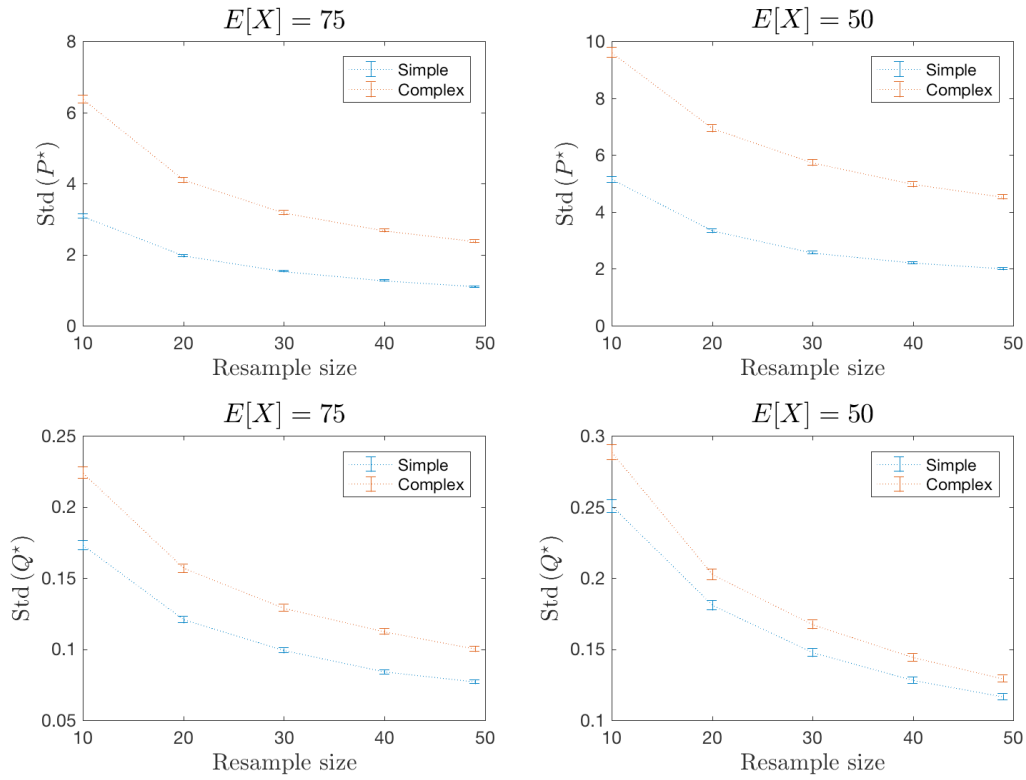 E[X] = 75
8
6
4
2
0
Std (P⋆)
10 20 30 40 50
Resample size
Simple
Complex
E[X] = 50
10
8
6
4
2
0
Std (P⋆)
10 20 30 40 50
Resample size
Simple
Complex
E[X] = 75
0.25
0.2
0.15
0.1
0.05
Std (Q⋆)
10 20 30 40 50
Resample size
Simple
Complex
E[X] = 50
0.3
0.25
0.2
0.15
0.1
Std (Q⋆)
10 20 30 40 50
Resample size
Simple
Complex